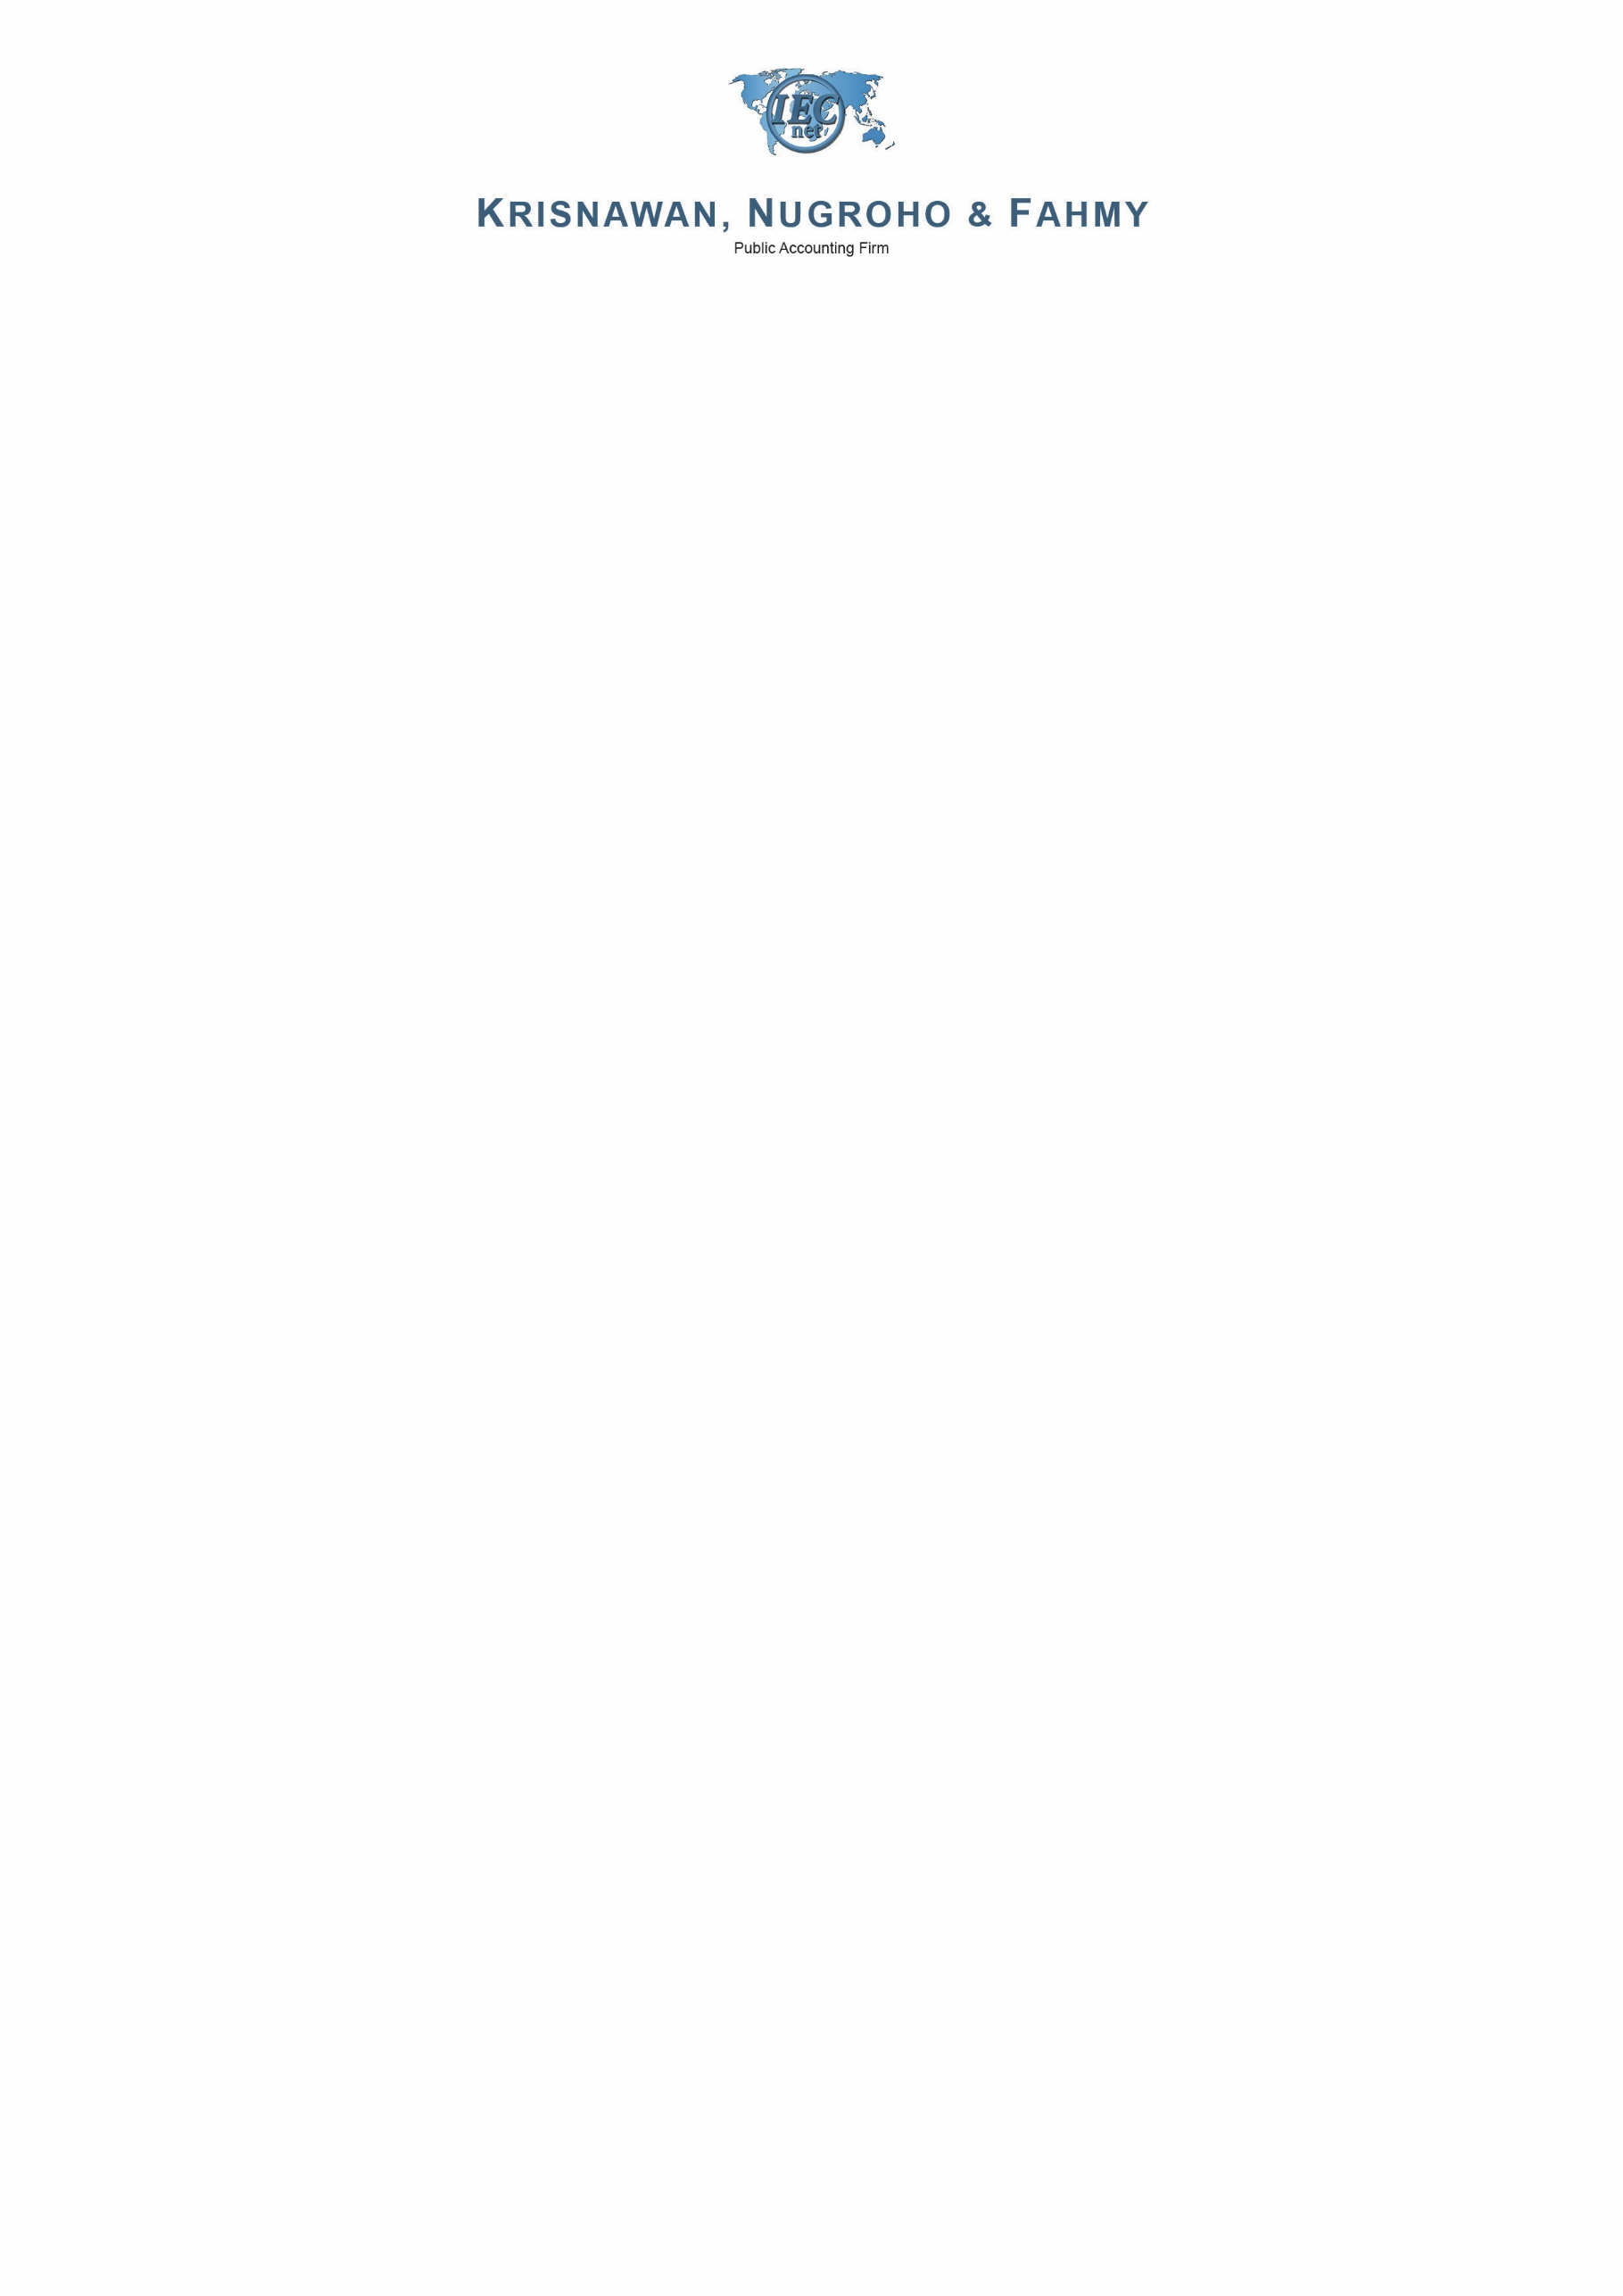 IEC
net
KRISNAWAN, NUGROHO & FAHMY
Public Accounting Firm